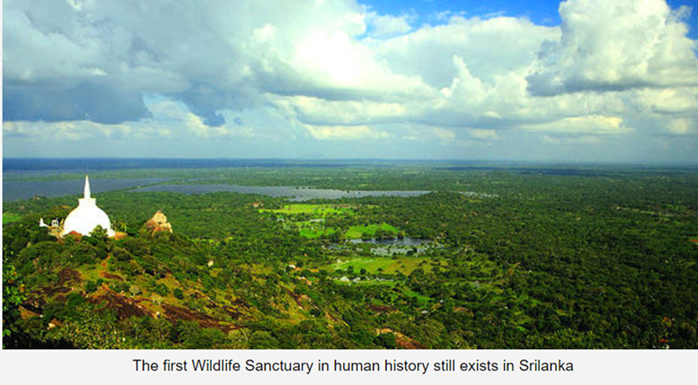 The first Wildlife Sanctuary in human history still exists in Srilanka